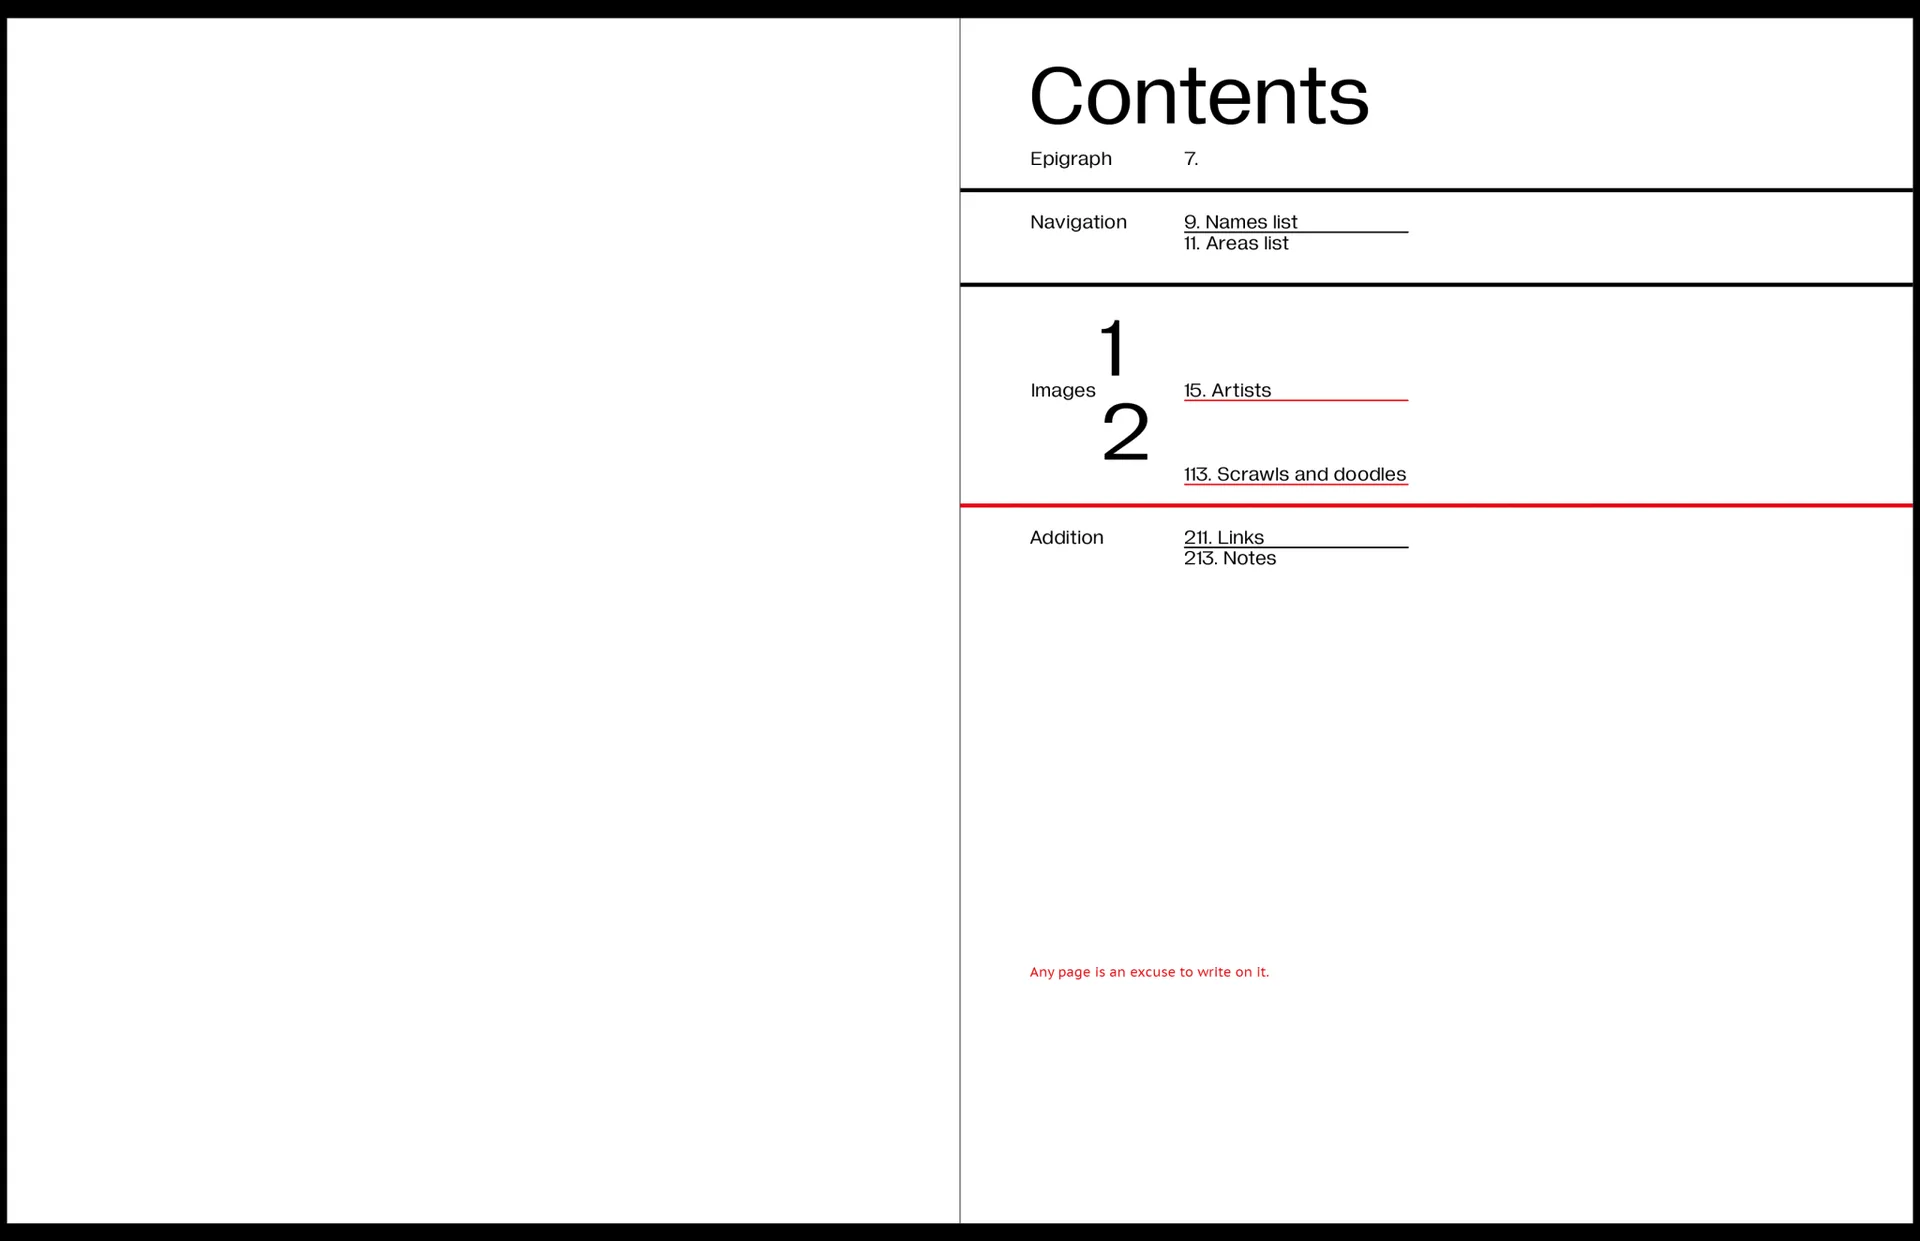 Contents
Epigraph 7.
Navigation 9. Names list
11. Areas list
1
Images 15. Artists
2
113. Scrawls and doodles
Addition 211. Links
213. Notes
Any page is an excuse to write on it.